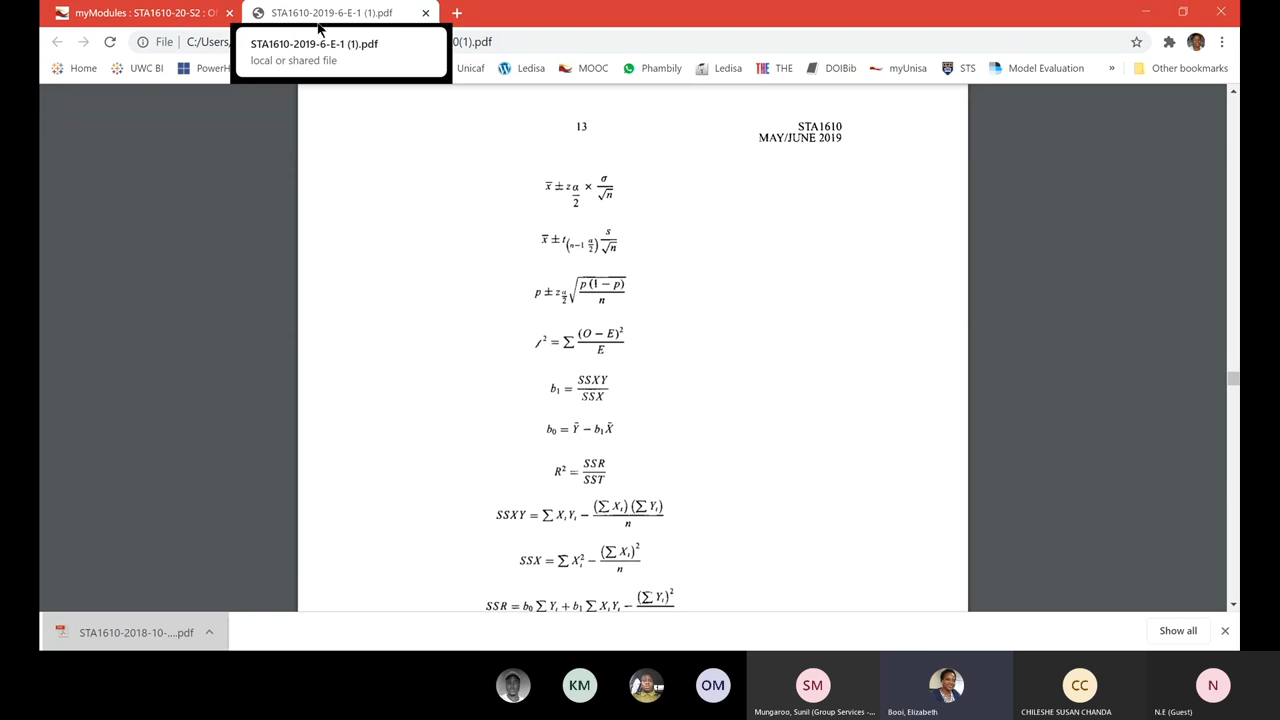 myModules : STA1610-20-S2 : Of
STA1610-2019-6-E-1 (1).pdf
File
C:/Users,
0(1).pdf
STA1610-2019-6-E-1 (1).pdf
local or shared file
Home
UWC BI
PowerH
Unicaf
Ledisa
MOOC
Phambily
Ledisa
THE THE
DOIBib
myUnisa
STS
Model Evaluation
»
Other bookmarks
13
STA1610
MAY/JUNE 2019
x̄ ± z α/2 × σ/√n
x̄ ± t(n−1 α/2) s/√n
p ± z α/2 √(p (1 − p)/n)
χ² = ∑ (O − E)²/E
b₁ = SSXY/SSX
b₀ = Ȳ − b₁X̄
R² = SSR/SST
SSXY = ∑ XᵢYᵢ − (∑ Xᵢ) (∑ Yᵢ)/n
SSX = ∑ Xᵢ² − (∑ Xᵢ)²/n
SSR = b₀ ∑ Yᵢ + b₁ ∑ XᵢYᵢ − (∑ Yᵢ)²
STA1610-2018-10-....pdf
Show all
KM
OM
SM
CC
N
Mungaroo, Sunil (Group Services -...
Booi, Elizabeth
CHILESHE SUSAN CHANDA
N.E (Guest)